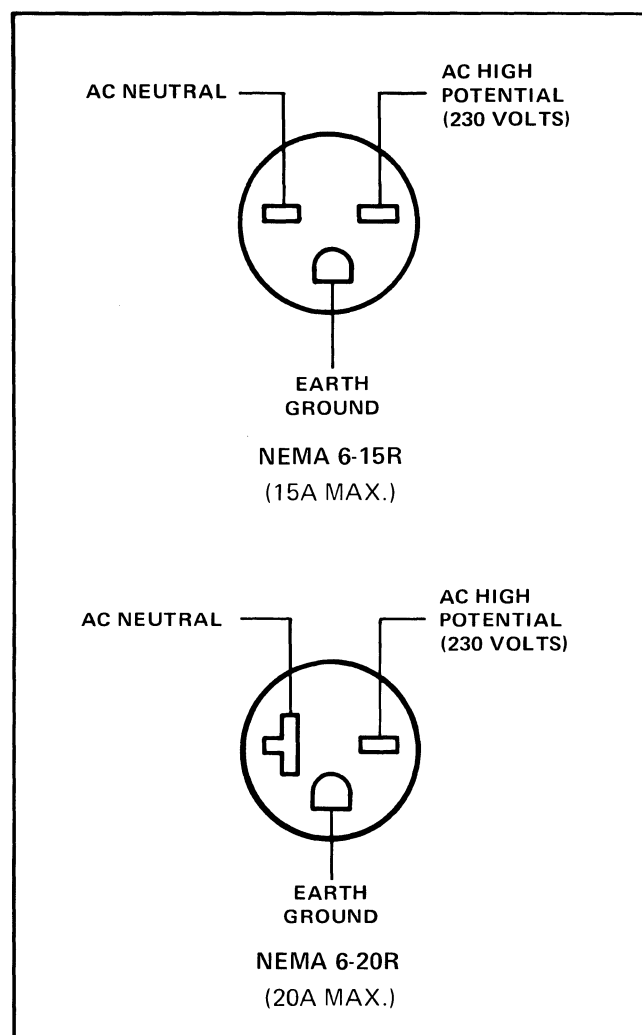 AC NEUTRAL
AC HIGH
POTENTIAL
(230 VOLTS)
EARTH
GROUND
NEMA 6-15R
(15A MAX.)
AC NEUTRAL
AC HIGH
POTENTIAL
(230 VOLTS)
EARTH
GROUND
NEMA 6-20R
(20A MAX.)